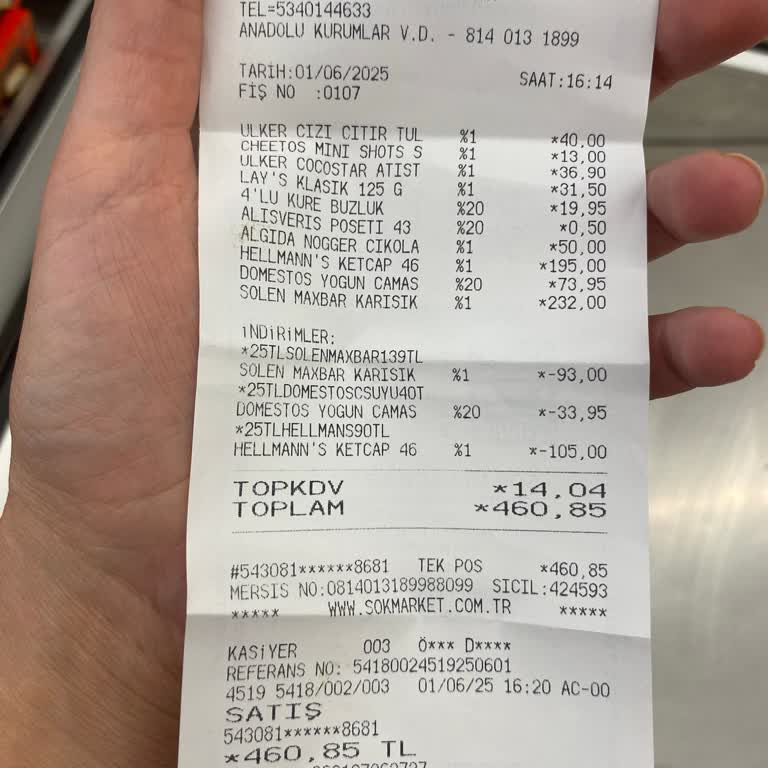 TEL=5340144633
ANADOLU KURUMLAR V.D. - 814 013 1899
TARİH:01/06/2025 SAAT:16:14
FİŞ NO :0107
ULKER CIZI CITIR TUL %1 *40,00
CHEETOS MINI SHOTS S %1 *13,00
ULKER COCOSTAR ATIST %1 *36,90
LAY'S KLASIK 125 G %1 *31,50
4'LU KURE BUZLUK %20 *19,95
ALISVERIS POSETI 43 %20 *0,50
ALGIDA NOGGER CIKOLA %1 *50,00
HELLMANN'S KETCAP 46 %1 *195,00
DOMESTOS YOGUN CAMAS %20 *73,95
SOLEN MAXBAR KARISIK %1 *232,00
İNDİRİMLER:
*25TLSOLENMAXBAR139TL
SOLEN MAXBAR KARISIK %1 *-93,00
*25TLDOMESTOSCSUYU40T
DOMESTOS YOGUN CAMAS %20 *-33,95
*25TLHELLMANS90TL
HELLMANN'S KETCAP 46 %1 *-105,00
TOPKDV *14,04
TOPLAM *460,85
#543081******8681 TEK POS *460,85
MERSIS NO:0814013189988099 SICIL:424593
***** WWW.SOKMARKET.COM.TR *****
KASİYER 003 Ö*** D****
REFERANS NO: 54180024519250601
4519 5418/002/003 01/06/25 16:20 AC-00
SATIŞ
543081******8681
*460,85 TL